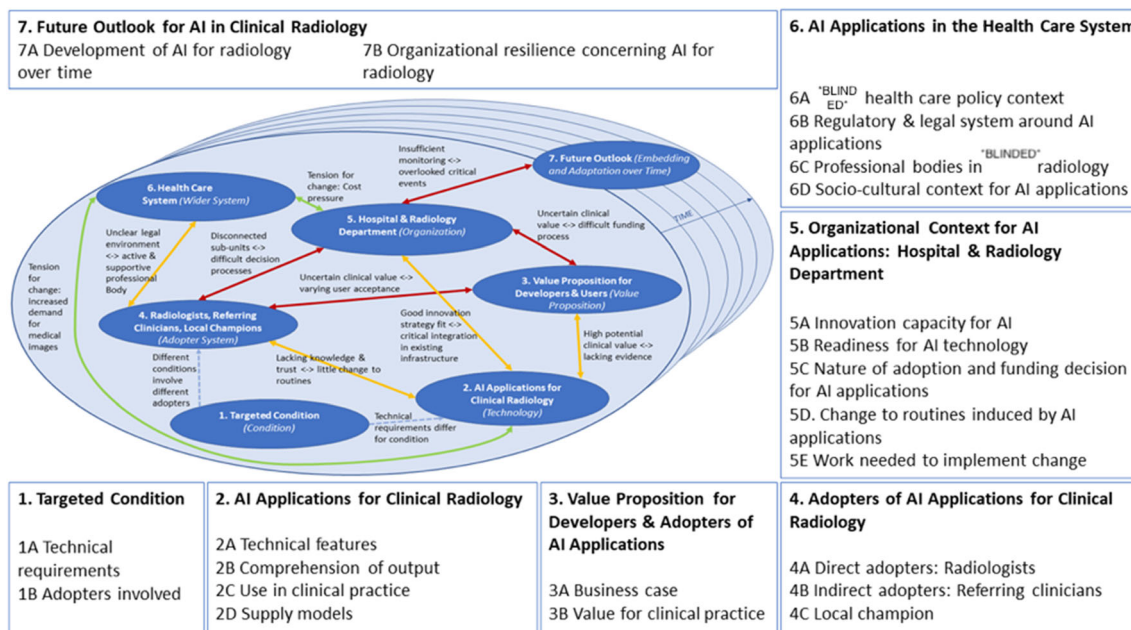 7. Future Outlook for AI in Clinical Radiology
7A Development of AI for radiology
over time
7B Organizational resilience concerning AI for
radiology
6. AI Applications in the Health Care System
6A "BLIND
ED" health care policy context
6B Regulatory & legal system around AI
applications
6C Professional bodies in "BLINDED" radiology
6D Socio-cultural context for AI applications
Insufficient
monitoring <->
overlooked critical
events
7. Future Outlook (Embedding
and Adaptation over Time)
TIME
Tension for
change: Cost
pressure
6. Health Care
System (Wider System)
5. Hospital & Radiology
Department (Organization)
Uncertain clinical
value <-> difficult funding
process
Unclear legal
environment
<-> active &
supportive
professional
Body
Disconnected
sub-units <->
difficult decision
processes
Tension
for
change:
increased
demand
for
medical
images
Uncertain clinical value <->
varying user acceptance
3. Value Proposition for
Developers & Users (Value
Proposition)
4. Radiologists, Referring
Clinicians, Local Champions
(Adopter System)
Good innovation
strategy fit <->
critical integration
in existing
infrastructure
High potential
clinical value <->
lacking evidence
Different
conditions
involve
different
adopters
Lacking knowledge &
trust <-> little change to
routines
2. AI Applications for
Clinical Radiology
(Technology)
1. Targeted Condition
(Condition)
Technical
requirements differ
for condition
5. Organizational Context for AI
Applications: Hospital & Radiology
Department
5A Innovation capacity for AI
5B Readiness for AI technology
5C Nature of adoption and funding decision
for AI applications
5D. Change to routines induced by AI
applications
5E Work needed to implement change
1. Targeted Condition
1A Technical
requirements
1B Adopters involved
2. AI Applications for Clinical Radiology
2A Technical features
2B Comprehension of output
2C Use in clinical practice
2D Supply models
3. Value Proposition for
Developers & Adopters of
AI Applications
3A Business case
3B Value for clinical practice
4. Adopters of AI Applications for Clinical
Radiology
4A Direct adopters: Radiologists
4B Indirect adopters: Referring clinicians
4C Local champion